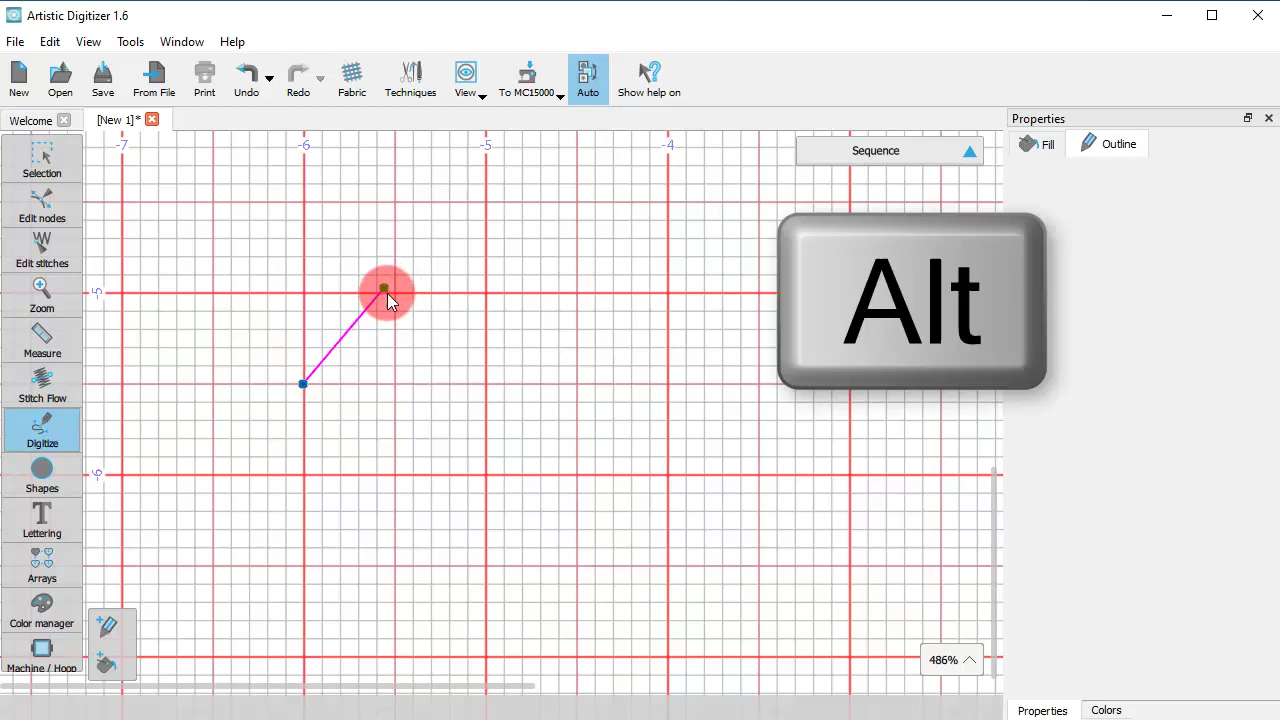 Artistic Digitizer 1.6
File Edit View Tools Window Help
New Open Save From File Print Undo Redo Fabric Techniques View To MC15000 Auto Show help on
Welcome [New 1]* Properties
-7 -6 -5 -4
Sequence
Fill Outline
Selection
Edit nodes
Edit stitches
Zoom
Measure
Stitch Flow
Digitize
Shapes
Lettering
Arrays
Color manager
Machine / Hoop
-5
-6
Alt
486%
Properties Colors